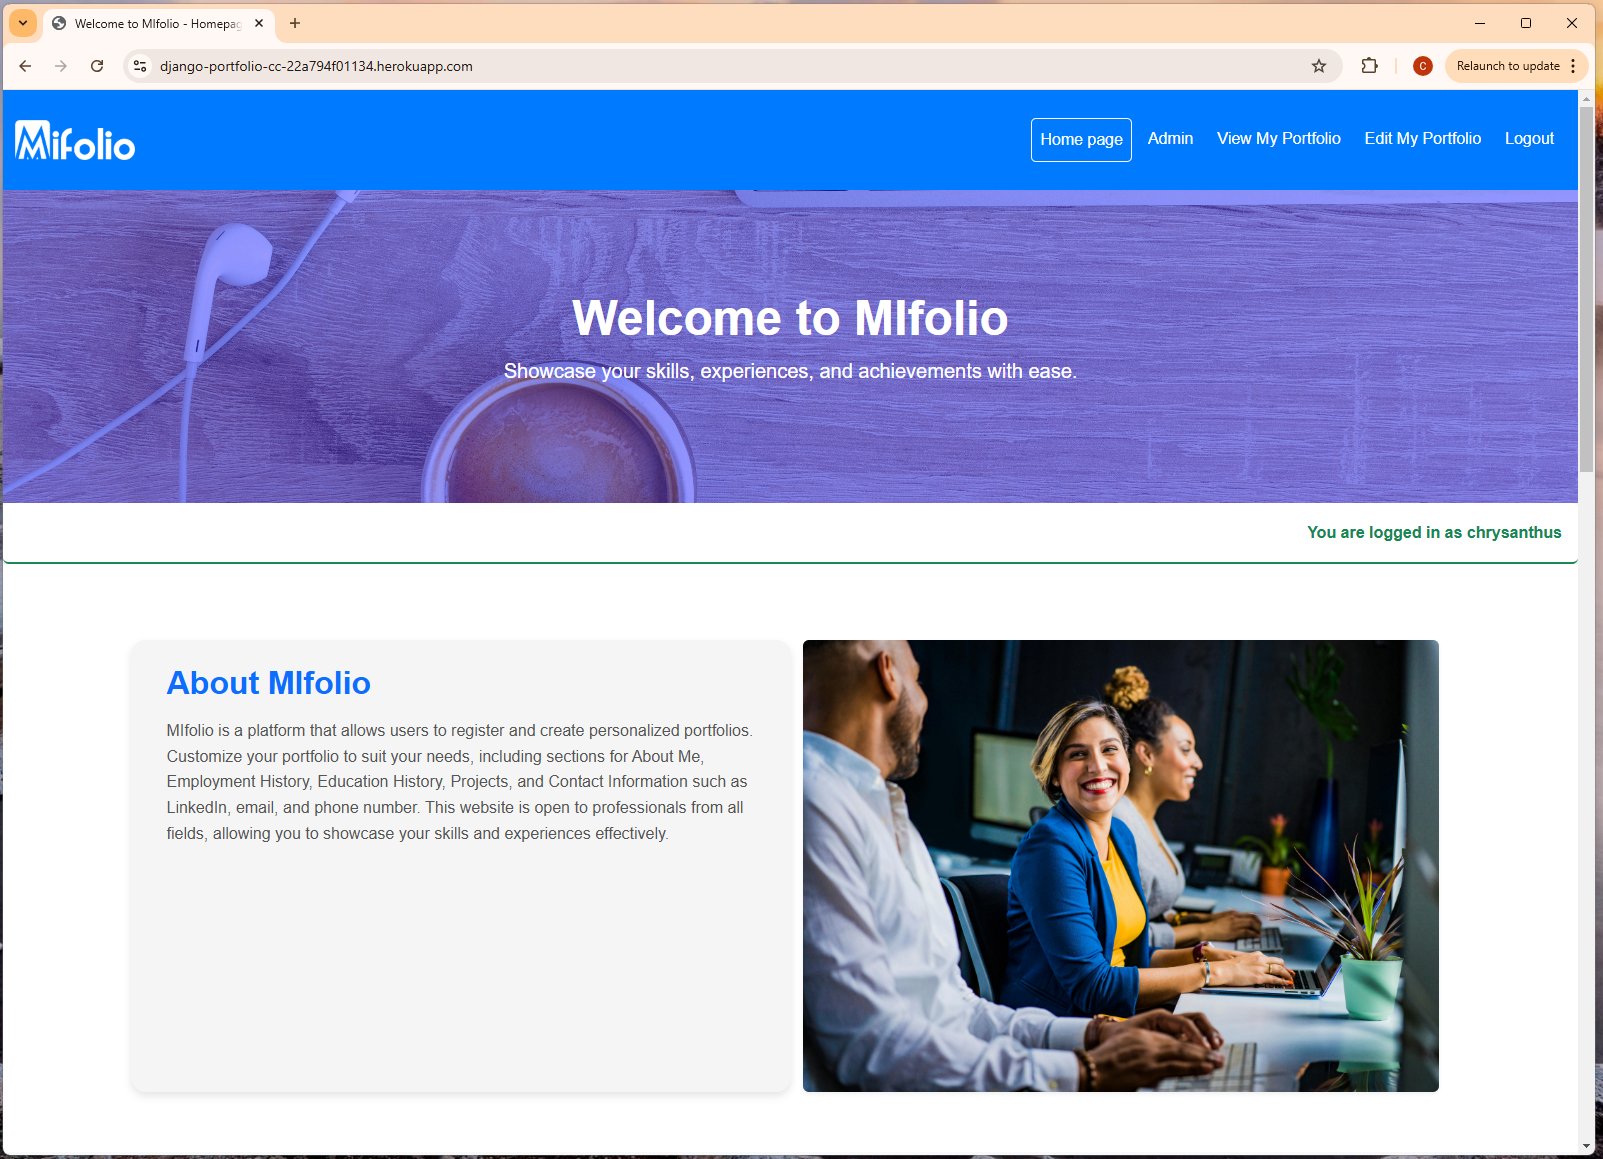 Welcome to MIfolio - Homepag
django-portfolio-cc-22a794f01134.herokuapp.com
C
Relaunch to update
Mifolio
Home page
Admin
View My Portfolio
Edit My Portfolio
Logout
Welcome to MIfolio
Showcase your skills, experiences, and achievements with ease.
You are logged in as chrysanthus
About MIfolio
MIfolio is a platform that allows users to register and create personalized portfolios.
Customize your portfolio to suit your needs, including sections for About Me,
Employment History, Education History, Projects, and Contact Information such as
LinkedIn, email, and phone number. This website is open to professionals from all
fields, allowing you to showcase your skills and experiences effectively.